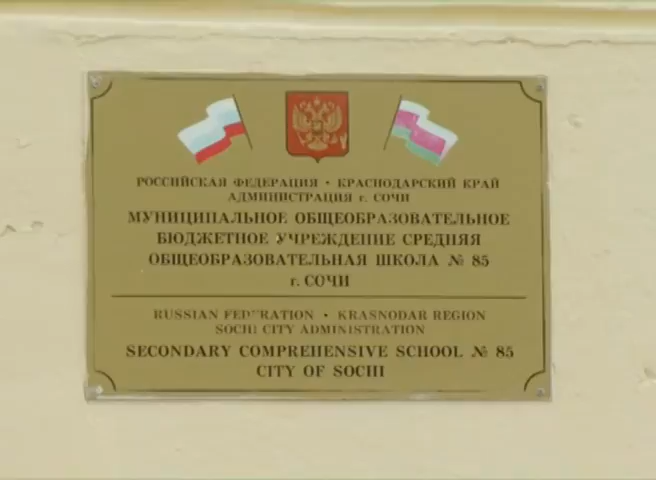 РОССИЙСКАЯ ФЕДЕРАЦИЯ • КРАСНОДАРСКИЙ КРАЙ
АДМИНИСТРАЦИЯ г. СОЧИ
МУНИЦИПАЛЬНОЕ ОБЩЕОБРАЗОВАТЕЛЬНОЕ
БЮДЖЕТНОЕ УЧРЕЖДЕНИЕ СРЕДНЯЯ
ОБЩЕОБРАЗОВАТЕЛЬНАЯ ШКОЛА № 85
г. СОЧИ
RUSSIAN FEDERATION • KRASNODAR REGION
SOCHI CITY ADMINISTRATION
SECONDARY COMPREHENSIVE SCHOOL № 85
CITY OF SOCHI